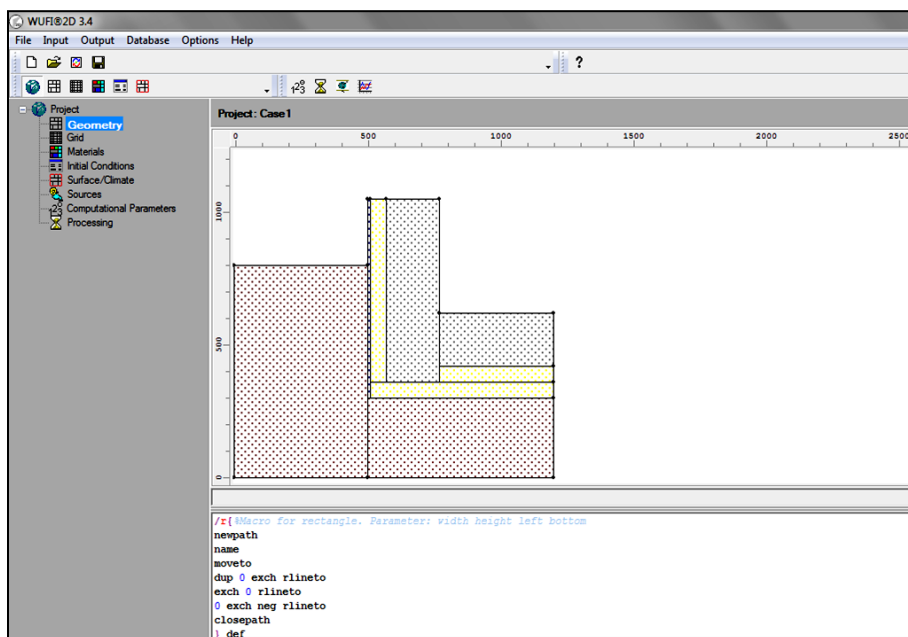 WUFI®2D 3.4
File Input Output Database Options Help
?
Project
Geometry
Grid
Materials
Initial Conditions
Surface/Climate
Sources
Computational Parameters
Processing
Project: Case1
0 500 1000 1500 2000 2500
1000
500
0
/r{%Macro for rectangle. Parameter: width height left bottom
newpath
name
moveto
dup 0 exch rlineto
exch 0 rlineto
0 exch neg rlineto
closepath
} def